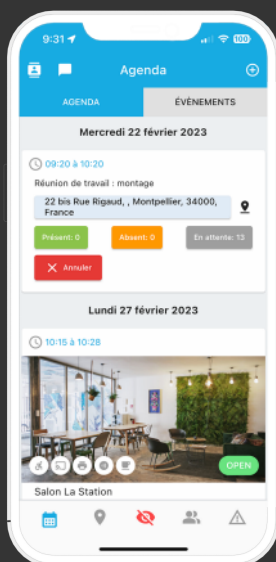 9:31
100
Agenda
AGENDA
ÉVÈNEMENTS
Mercredi 22 février 2023
09:20 à 10:20
Réunion de travail : montage
22 bis Rue Rigaud, , Montpellier, 34000,
France
Présent: 0
Absent: 0
En attente: 13
Annuler
Lundi 27 février 2023
10:15 à 10:28
OPEN
Salon La Station